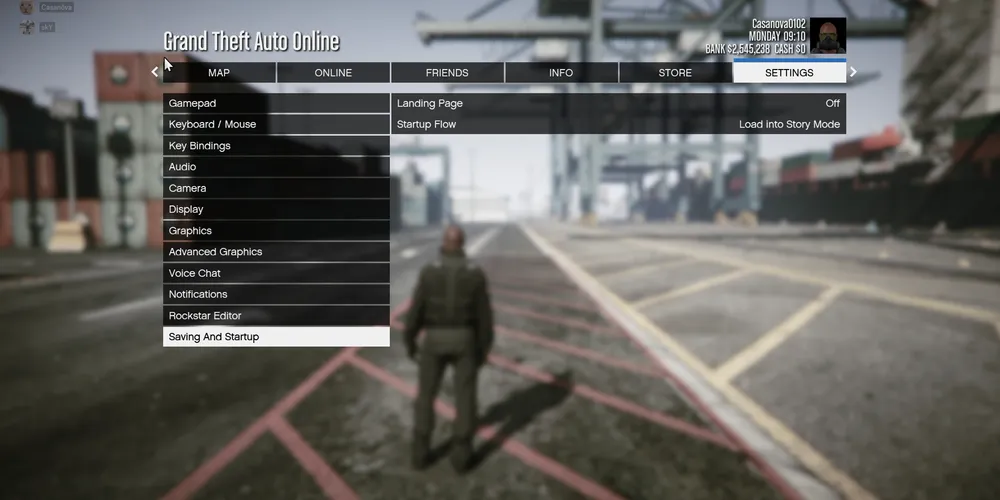 Casanova
Grand Theft Auto Online
Casanova0102
MONDAY 09:10
BANK $2,545,238 CASH $0
MAP
ONLINE
FRIENDS
INFO
STORE
SETTINGS
Gamepad
Keyboard / Mouse
Key Bindings
Audio
Camera
Display
Graphics
Advanced Graphics
Voice Chat
Notifications
Rockstar Editor
Saving And Startup
Landing Page Off
Startup Flow Load into Story Mode